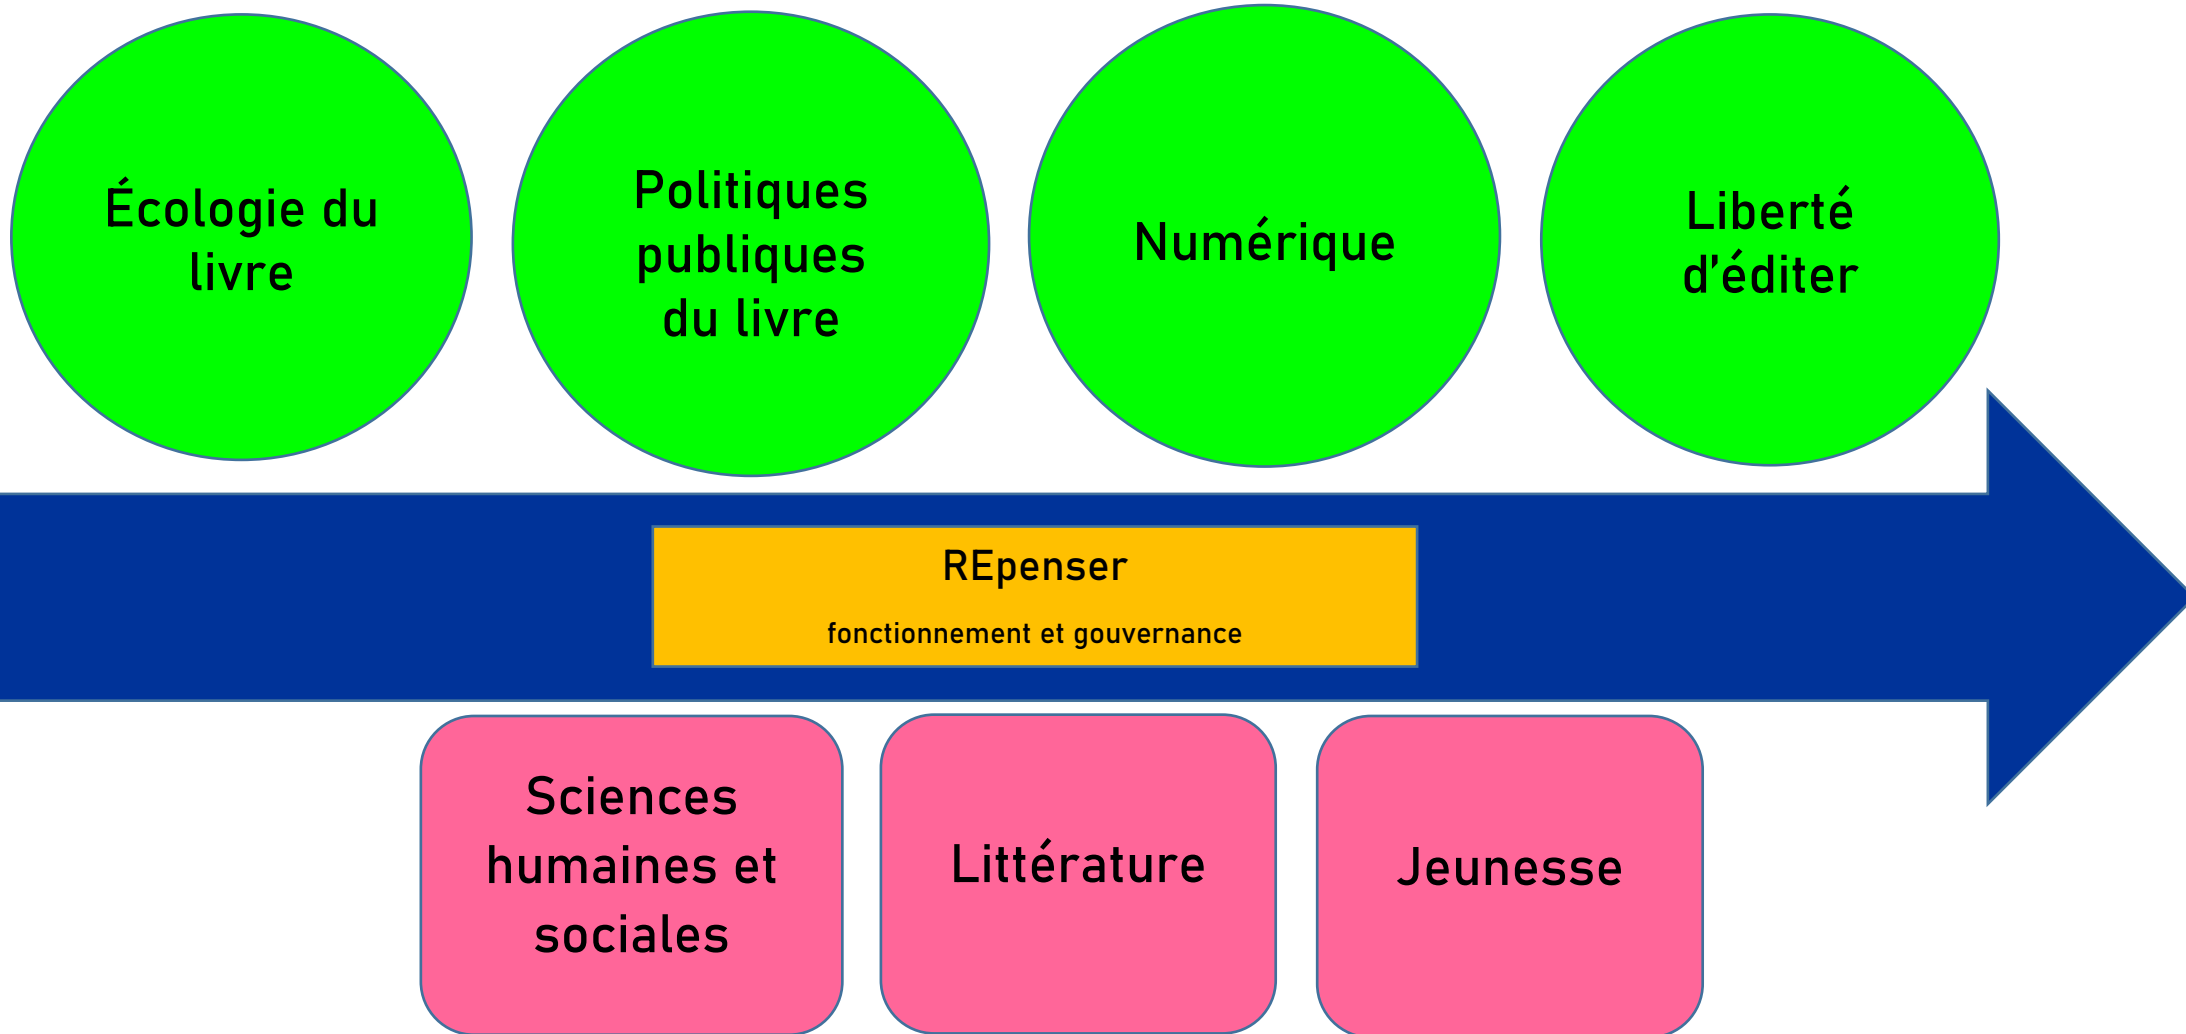 Écologie du
livre
Politiques
publiques
du livre
Numérique
Liberté
d'éditer
REpenser
fonctionnement et gouvernance
Sciences
humaines et
sociales
Littérature
Jeunesse